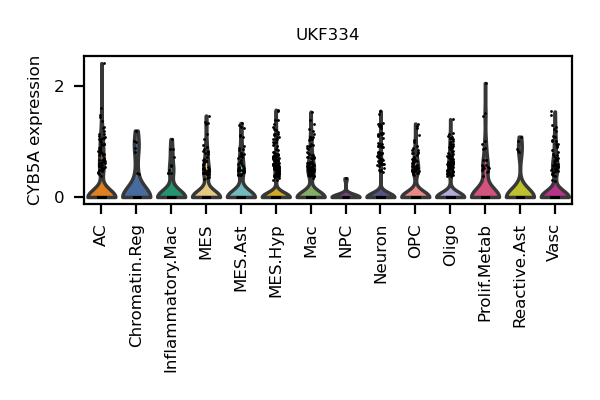 UKF334
CYB5A expression
2
0
AC
Chromatin.Reg
Inflammatory.Mac
MES
MES.Ast
MES.Hyp
Mac
NPC
Neuron
OPC
Oligo
Prolif.Metab
Reactive.Ast
Vasc